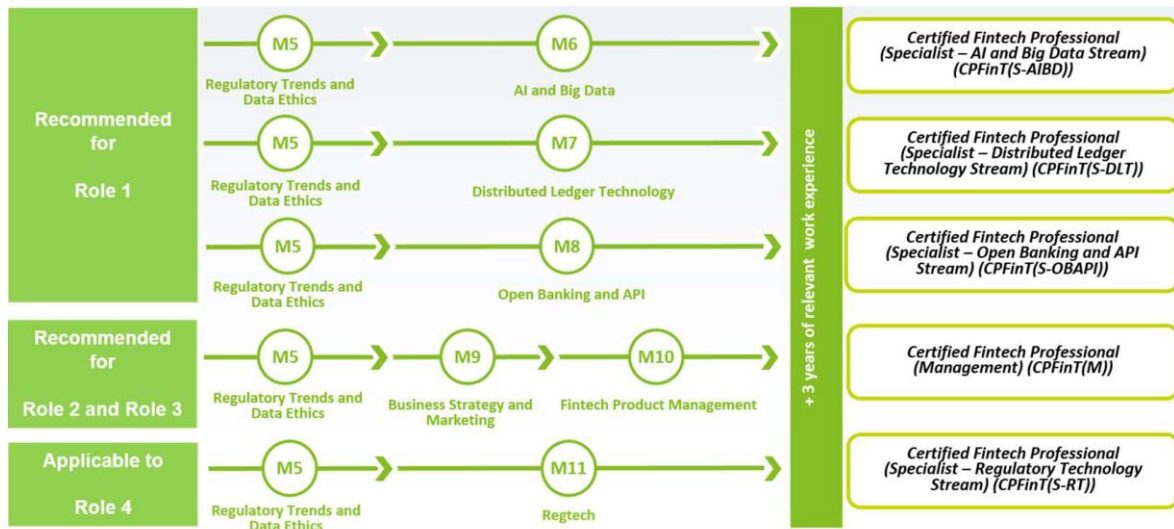 Recommended
for
Role 1
M5
Regulatory Trends and
Data Ethics
M6
AI and Big Data
M5
Regulatory Trends and
Data Ethics
M7
Distributed Ledger Technology
M5
Regulatory Trends and
Data Ethics
M8
Open Banking and API
Recommended
for
Role 2 and Role 3
M5
Regulatory Trends and
Data Ethics
M9
Business Strategy and
Marketing
M10
Fintech Product Management
Applicable to
Role 4
M5
Regulatory Trends and
Data Ethics
M11
Regtech
+ 3 years of relevant work experience
Certified Fintech Professional
(Specialist – AI and Big Data Stream)
(CPFinT(S-AIBD))
Certified Fintech Professional
(Specialist – Distributed Ledger
Technology Stream) (CPFinT(S-DLT))
Certified Fintech Professional
(Specialist – Open Banking and API
Stream) (CPFinT(S-OBAPI))
Certified Fintech Professional
(Management) (CPFinT(M))
Certified Fintech Professional
(Specialist – Regulatory Technology
Stream) (CPFinT(S-RT))